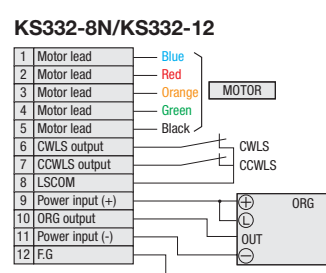 KS332-8N/KS332-12
1 Motor lead Blue
2 Motor lead Red
3 Motor lead Orange MOTOR
4 Motor lead Green
5 Motor lead Black
6 CWLS output CWLS
7 CCWLS output CCWLS
8 LSCOM
9 Power input (+) + ORG
10 ORG output L
11 Power input (-) OUT
12 F.G −